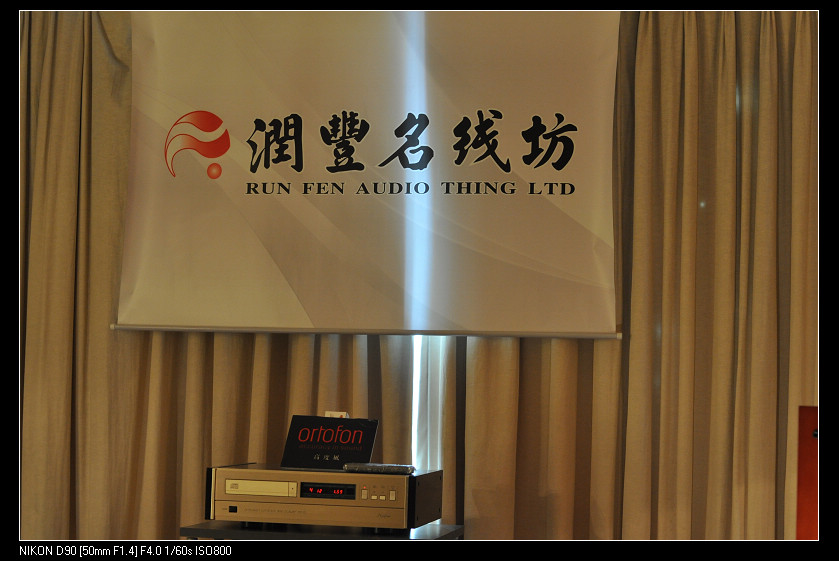 潤豐名线坊
RUN FEN AUDIO THING LTD
ortofon
NIKON D90 [50mm F1.4] F4.0 1/60s ISO800